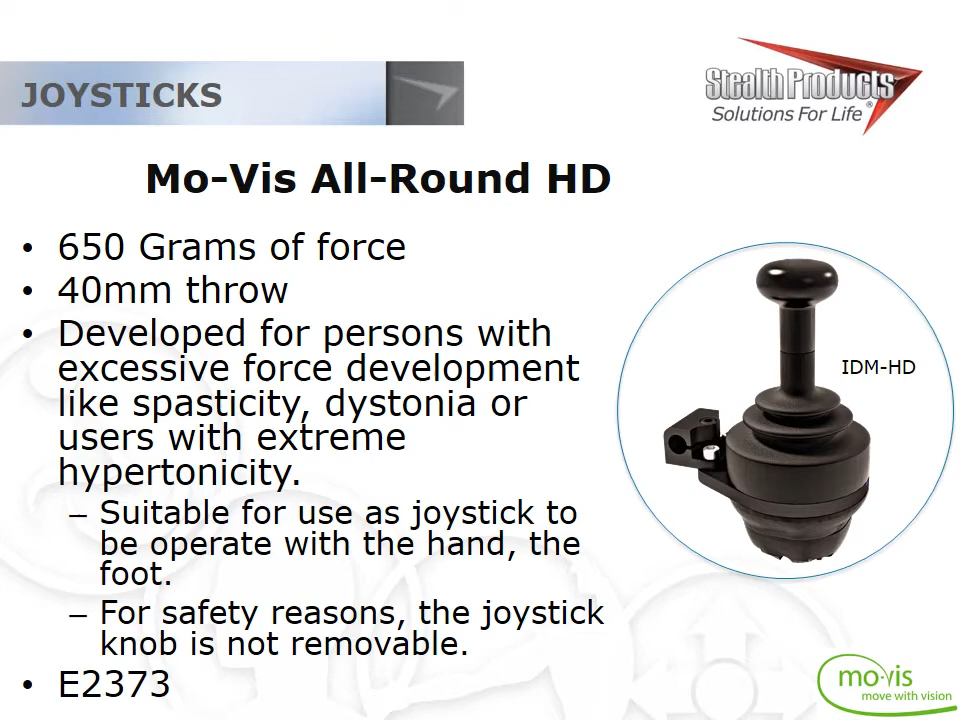 JOYSTICKS
Stealth Products®
Solutions For Life
Mo-Vis All-Round HD
• 650 Grams of force
• 40mm throw
• Developed for persons with
excessive force development
like spasticity, dystonia or
users with extreme
hypertonicity.
– Suitable for use as joystick to
be operate with the hand, the
foot.
– For safety reasons, the joystick
knob is not removable.
• E2373
IDM-HD
mo·vis
move with vision